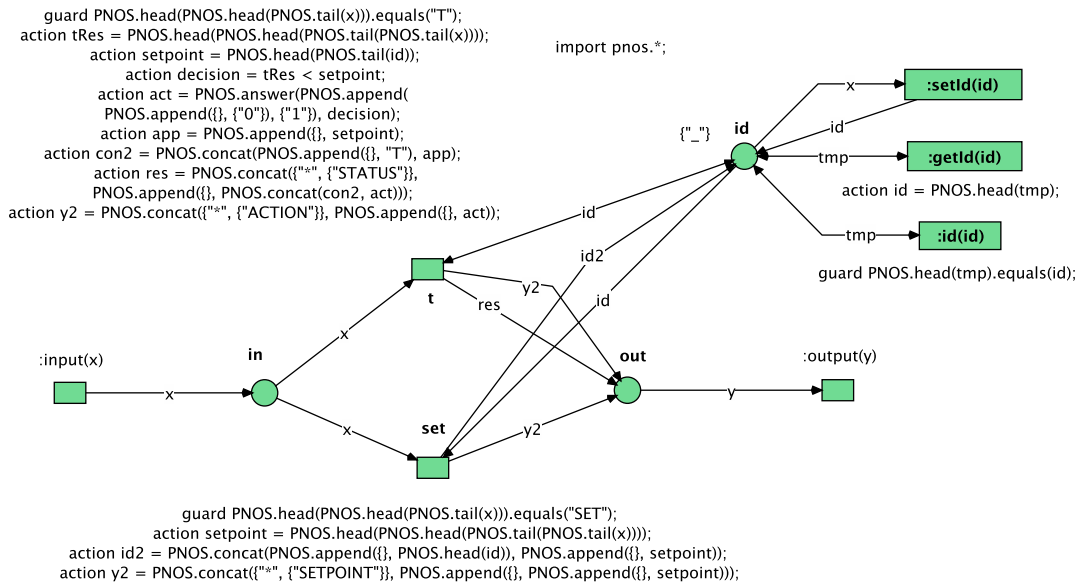 guard PNOS.head(PNOS.head(PNOS.tail(x))).equals("T");
action tRes = PNOS.head(PNOS.head(PNOS.tail(PNOS.tail(x))));
action setpoint = PNOS.head(PNOS.tail(id));
action decision = tRes < setpoint;
action act = PNOS.answer(PNOS.append(
PNOS.append({}, {"0"}), {"1"}), decision);
action app = PNOS.append({}, setpoint);
action con2 = PNOS.concat(PNOS.append({}, "T"), app);
action res = PNOS.concat({"*", {"STATUS"}},
PNOS.append({}, PNOS.concat(con2, act)));
action y2 = PNOS.concat({"*", {"ACTION"}}, PNOS.append({}, act));
import pnos.*;
x
:setId(id)
id
{"_"}
id
tmp
:getId(id)
action id = PNOS.head(tmp);
tmp
:id(id)
guard PNOS.head(tmp).equals(id);
id
id2
id
t
y2
res
x
:input(x)
in
out
:output(y)
x
y
x
set
y2
guard PNOS.head(PNOS.head(PNOS.tail(x))).equals("SET");
action setpoint = PNOS.head(PNOS.head(PNOS.tail(PNOS.tail(x))));
action id2 = PNOS.concat(PNOS.append({}, PNOS.head(id)), PNOS.append({}, setpoint));
action y2 = PNOS.concat({"*", {"SETPOINT"}}, PNOS.append({}, PNOS.append({}, setpoint)));